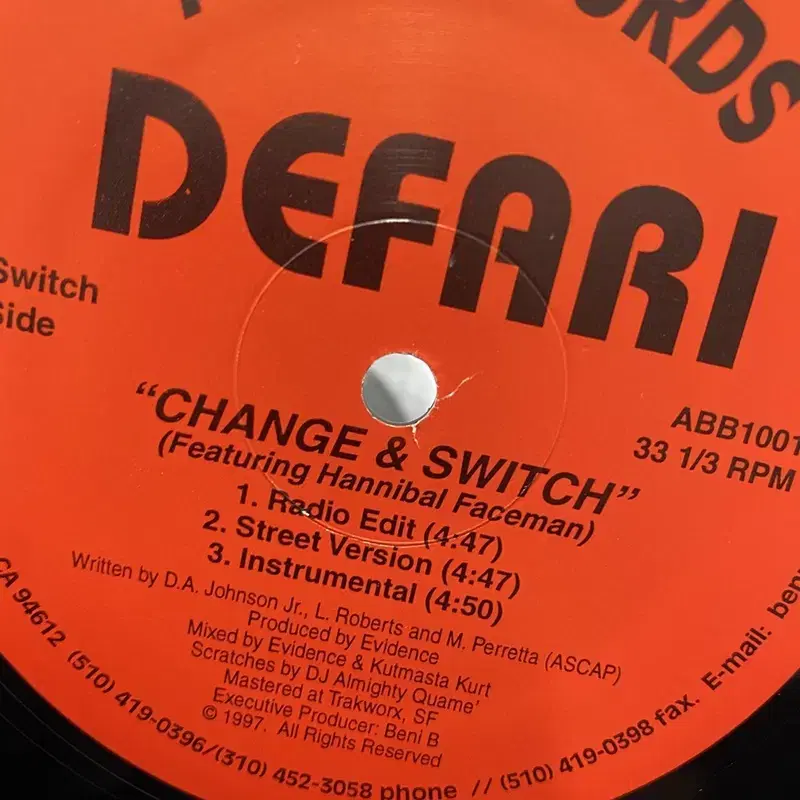 DEFARI
Switch
Side
ABB1001
33 1/3 RPM
“CHANGE & SWITCH”
(Featuring Hannibal Faceman)
1. Radio Edit (4:47)
2. Street Version (4:47)
3. Instrumental (4:50)
Written by D.A. Johnson Jr., L. Roberts and M. Perretta (ASCAP)
Produced by Evidence
Mixed by Evidence & Kutmasta Kurt
Scratches by DJ Almighty Quame’
Mastered at Trakworx, SF
Executive Producer: Beni B
© 1997. All Rights Reserved
CA 94612 (510) 419-0396/(310) 452-3058 phone // (510) 419-0398 fax. E-mail: